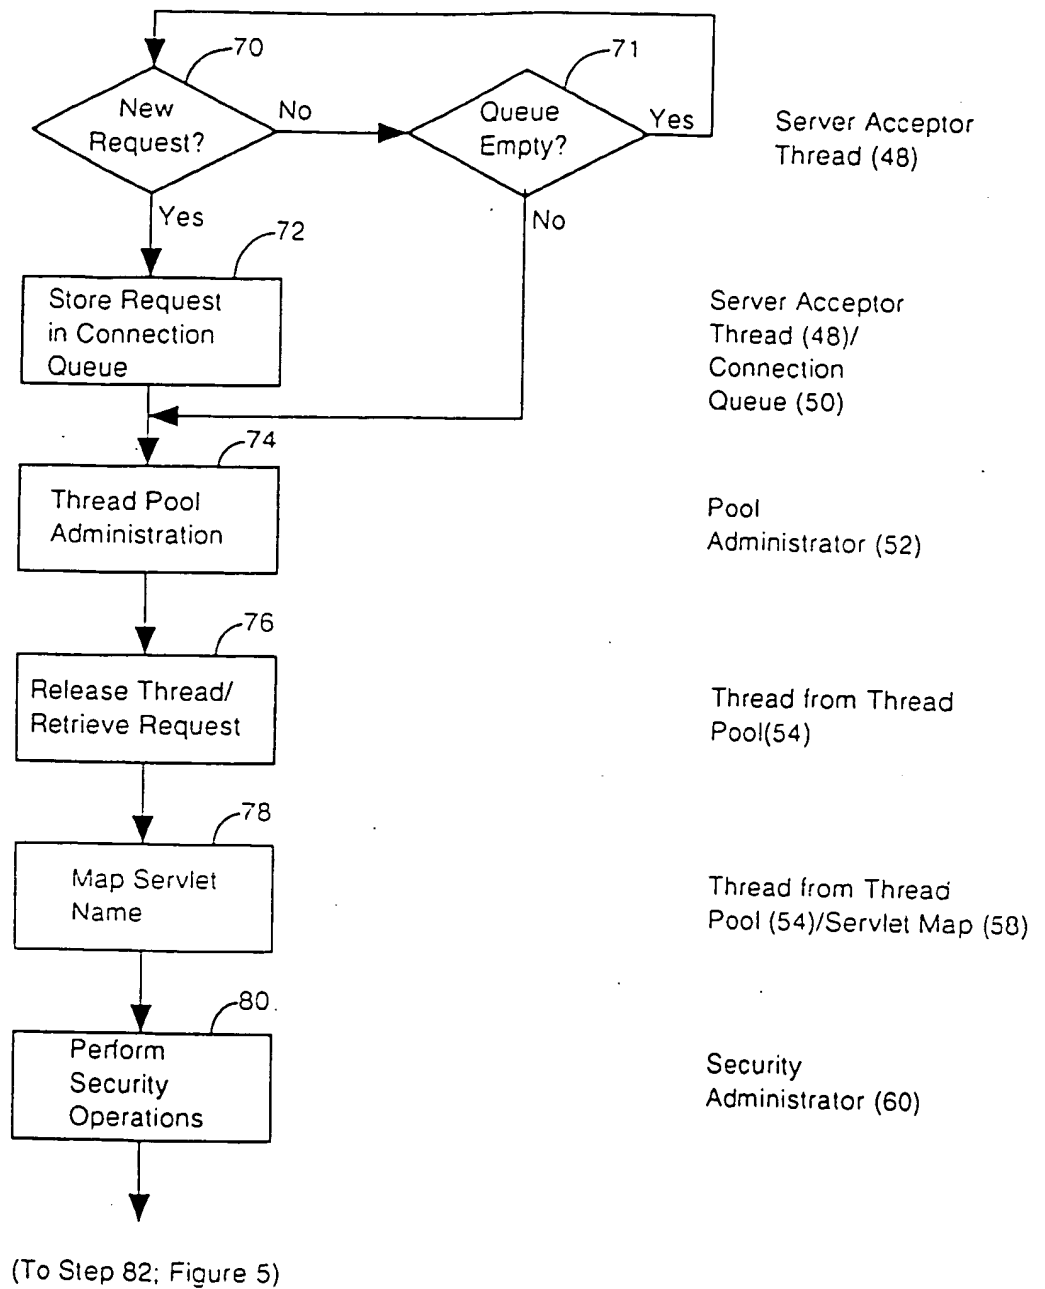 70
71
New
Request?
No
Queue
Empty?
Yes
Server Acceptor
Thread (48)
Yes
No
72
Store Request
in Connection
Queue
Server Acceptor
Thread (48)/
Connection
Queue (50)
74
Thread Pool
Administration
Pool
Administrator (52)
76
Release Thread/
Retrieve Request
Thread from Thread
Pool(54)
78
Map Servlet
Name
Thread from Thread
Pool (54)/Servlet Map (58)
80
Perform
Security
Operations
Security
Administrator (60)
(To Step 82; Figure 5)